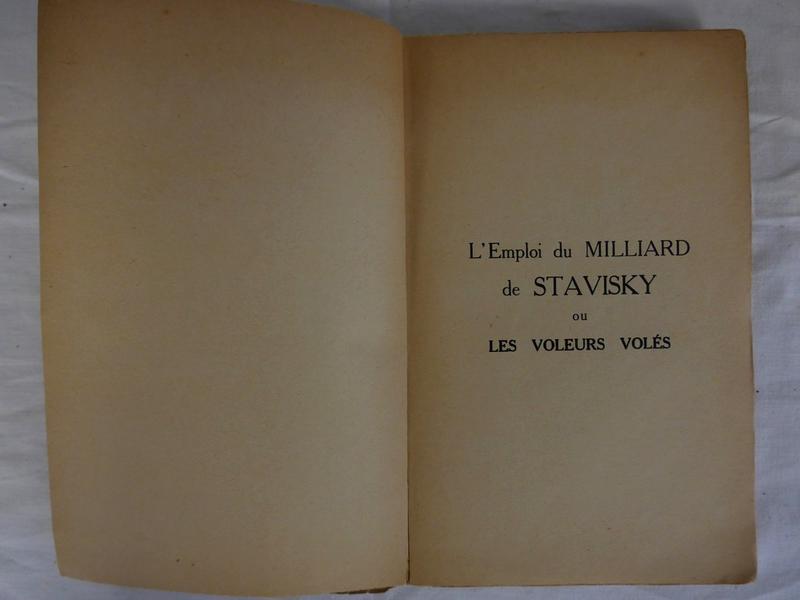 L'Emploi du MILLIARD
de STAVISKY
ou
LES VOLEURS VOLÉS